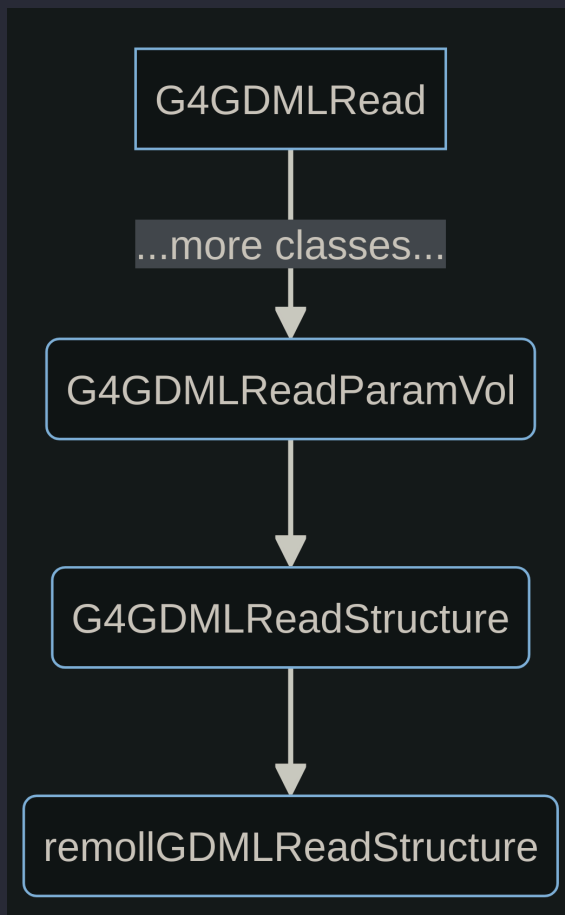 G4GDMLRead
...more classes...
G4GDMLReadParamVol
G4GDMLReadStructure
remollGDMLReadStructure